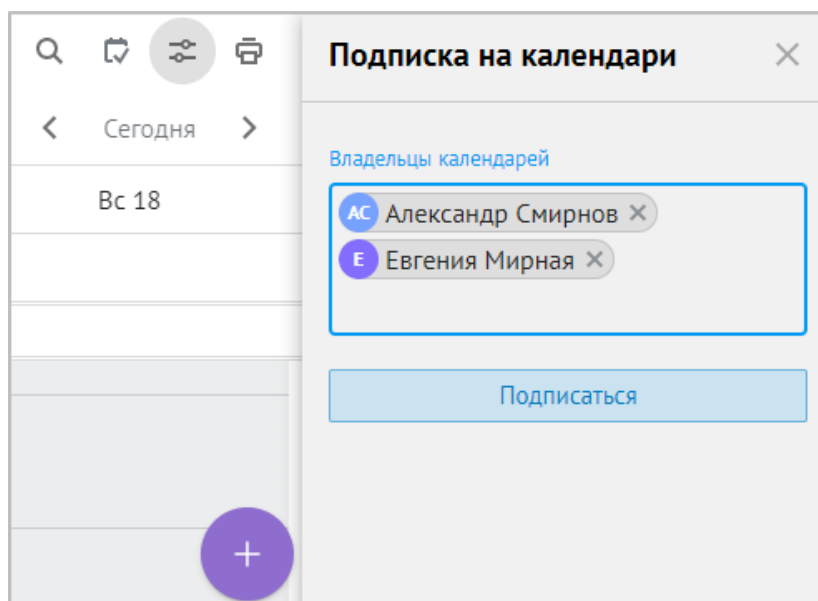 Подписка на календари
Сегодня
Вс 18
Владельцы календарей
АС Александр Смирнов
Е Евгения Мирная
Подписаться